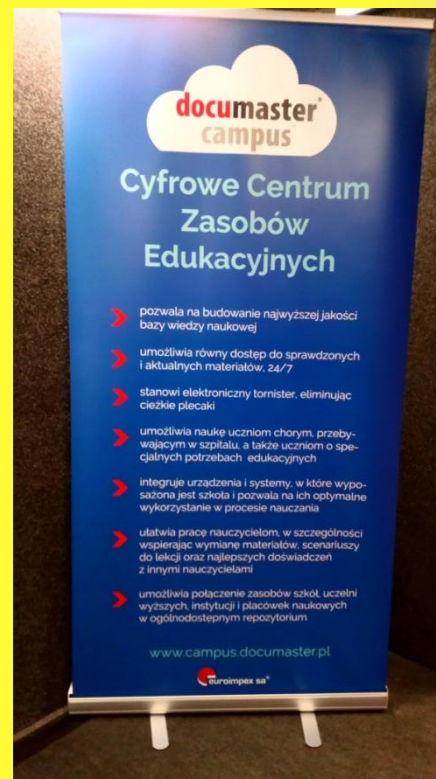 documaster®
campus™
Cyfrowe Centrum
Zasobów
Edukacyjnych
pozwala na budowanie najwyższej jakości
bazy wiedzy naukowej
umożliwia równy dostęp do sprawdzonych
i aktualnych materiałów, 24/7
stanowi elektroniczny tornister, eliminując
ciężkie plecaki
umożliwia naukę uczniom chorym, przeby-
wającym w szpitalu, a także uczniom o spe-
cjalnych potrzebach edukacyjnych
integruje urządzenia i systemy, w które wypo-
sażona jest szkoła i pozwala na ich optymalne
wykorzystanie w procesie nauczania
ułatwia pracę nauczycielom, w szczególności
wspierając wymianę materiałów, scenariuszy
do lekcji oraz najlepszych doświadczeń
z innymi nauczycielami
umożliwia połączenie zasobów szkół, uczelni
wyższych, instytucji i placówek naukowych
w ogólnodostępnym repozytorium
www.campus.documaster.pl
euroimpex sa®